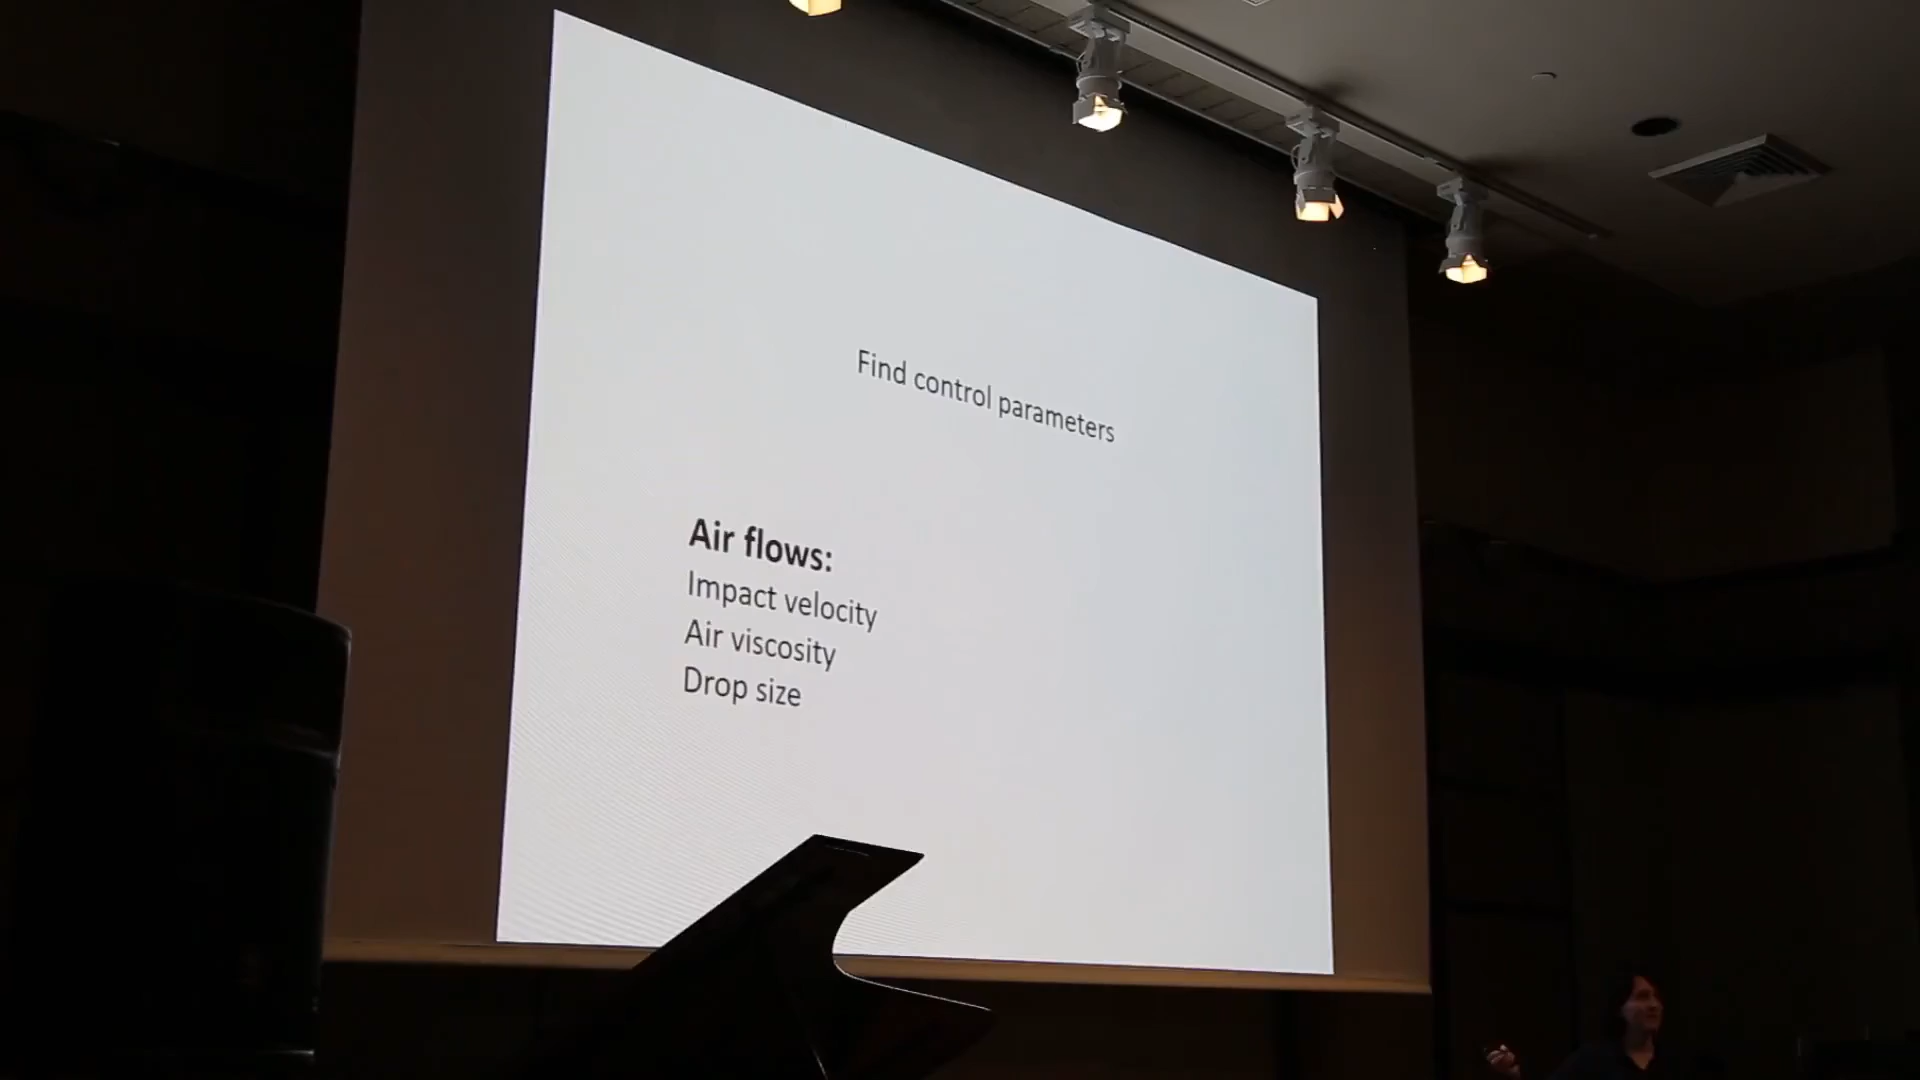 Find control parameters
Air flows:
Impact velocity
Air viscosity
Drop size